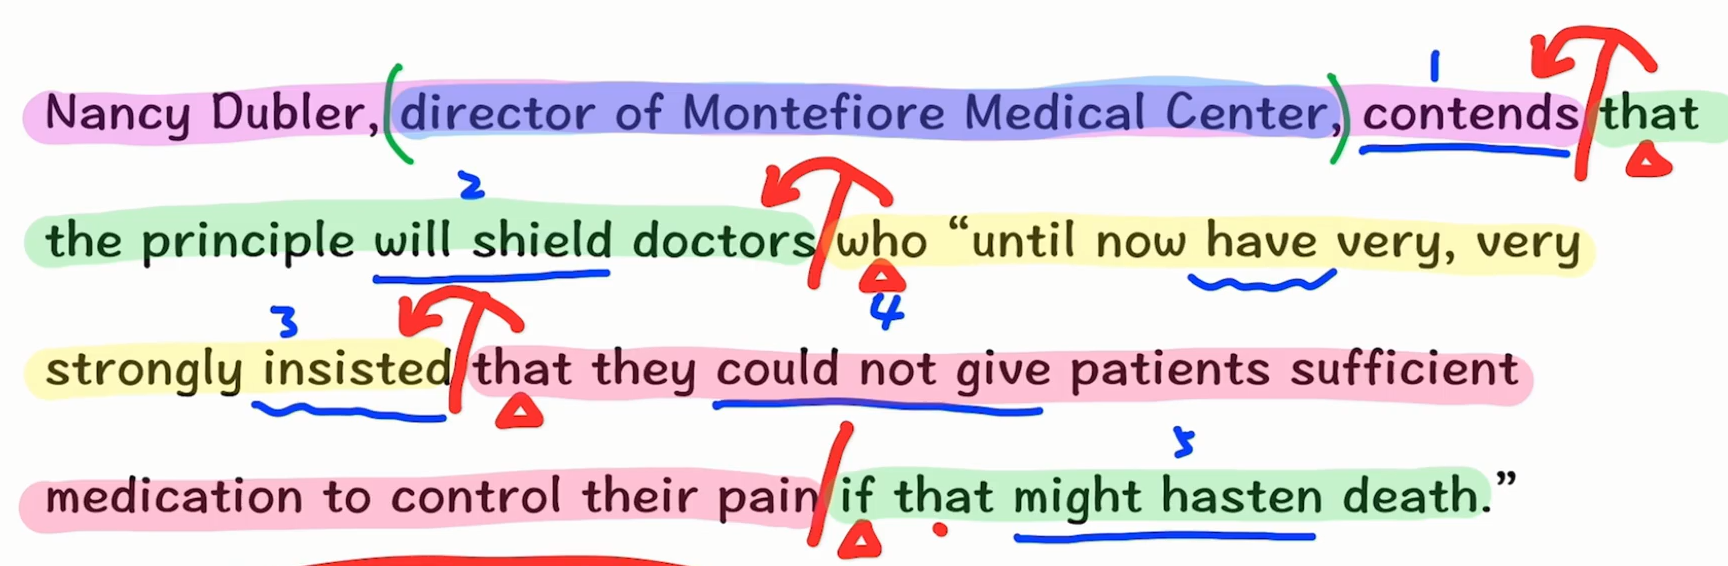 1
Nancy Dubler, (director of Montefiore Medical Center,) contends that
2
the principle will shield doctors who “until now have very, very
3 4
strongly insisted that they could not give patients sufficient
5
medication to control their pain if that might hasten death.”